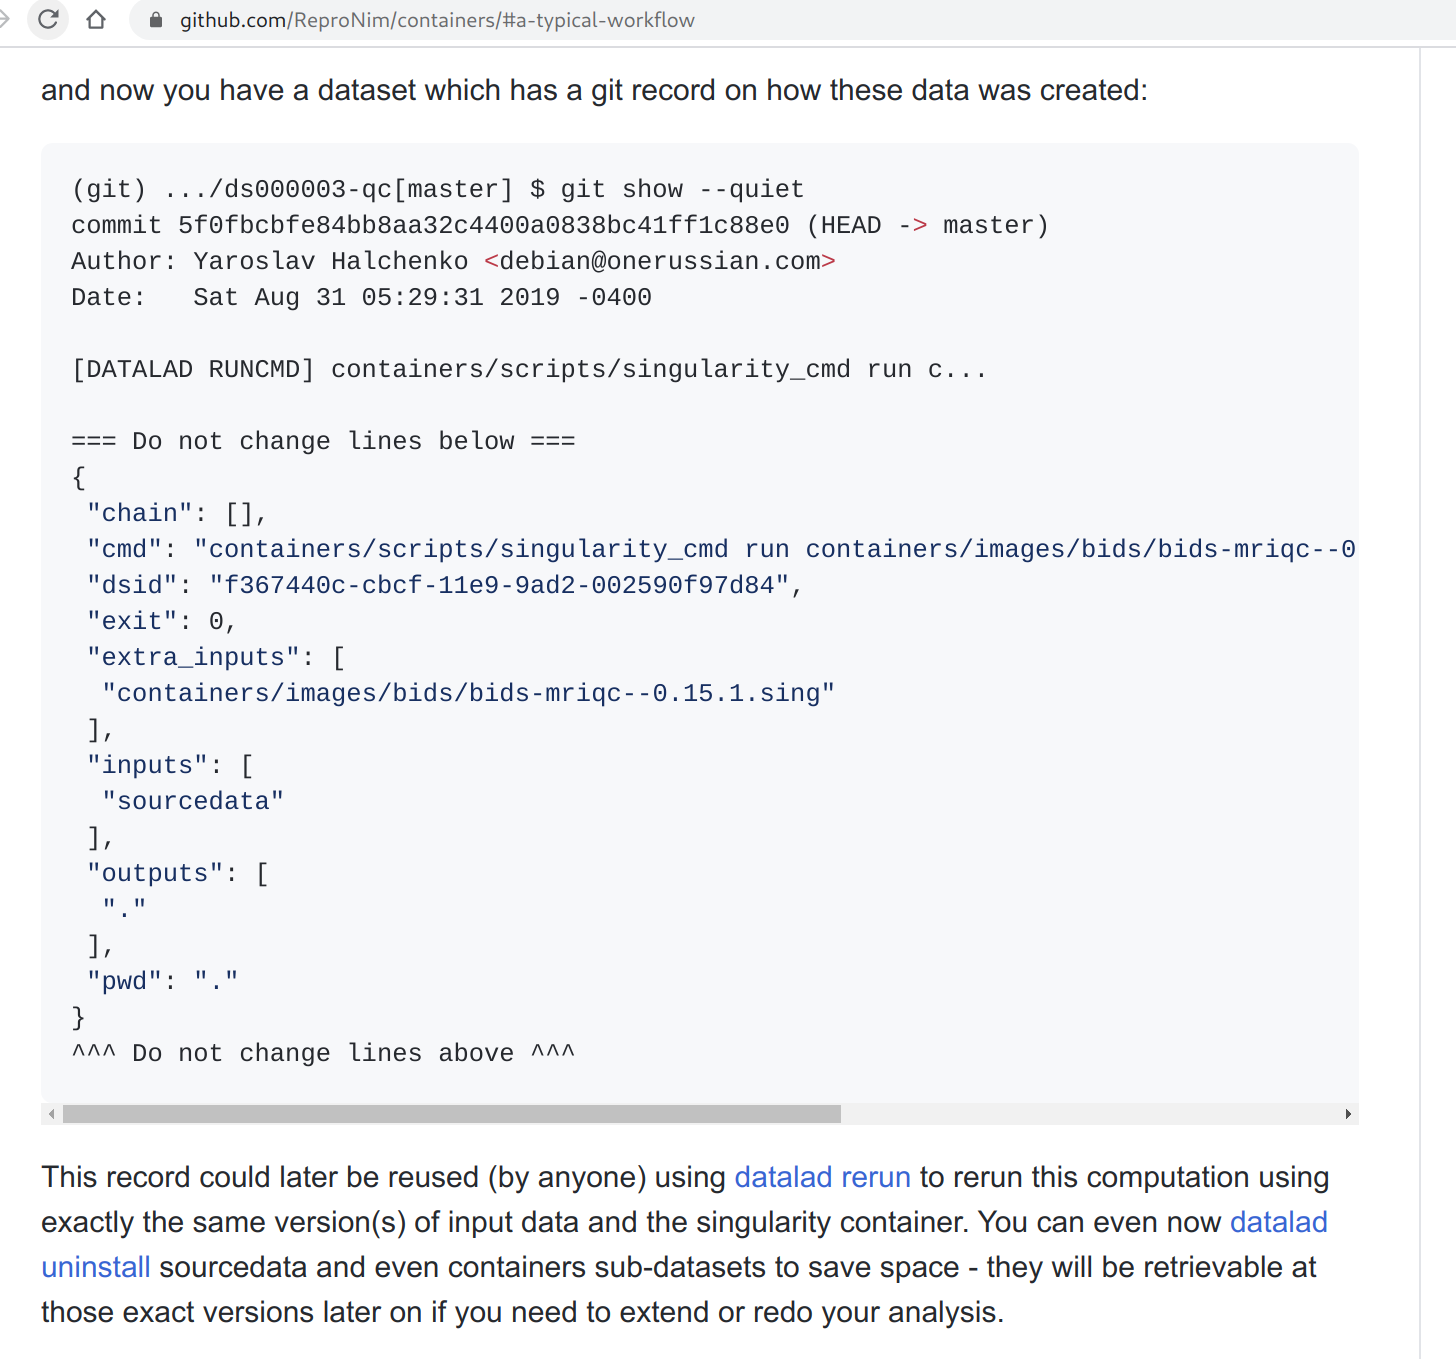 github.com/ReproNim/containers/#a-typical-workflow
and now you have a dataset which has a git record on how these data was created:
(git) .../ds000003-qc[master] $ git show --quiet
commit 5f0fbcbfe84bb8aa32c4400a0838bc41ff1c88e0 (HEAD -> master)
Author: Yaroslav Halchenko <debian@onerussian.com>
Date:   Sat Aug 31 05:29:31 2019 -0400
[DATALAD RUNCMD] containers/scripts/singularity_cmd run c...
=== Do not change lines below ===
{
 "chain": [],
 "cmd": "containers/scripts/singularity_cmd run containers/images/bids/bids-mriqc--0
 "dsid": "f367440c-cbcf-11e9-9ad2-002590f97d84",
 "exit": 0,
 "extra_inputs": [
  "containers/images/bids/bids-mriqc--0.15.1.sing"
 ],
 "inputs": [
  "sourcedata"
 ],
 "outputs": [
  "."
 ],
 "pwd": "."
}
^^^ Do not change lines above ^^^
This record could later be reused (by anyone) using datalad rerun to rerun this computation using
exactly the same version(s) of input data and the singularity container. You can even now datalad
uninstall sourcedata and even containers sub-datasets to save space - they will be retrievable at
those exact versions later on if you need to extend or redo your analysis.